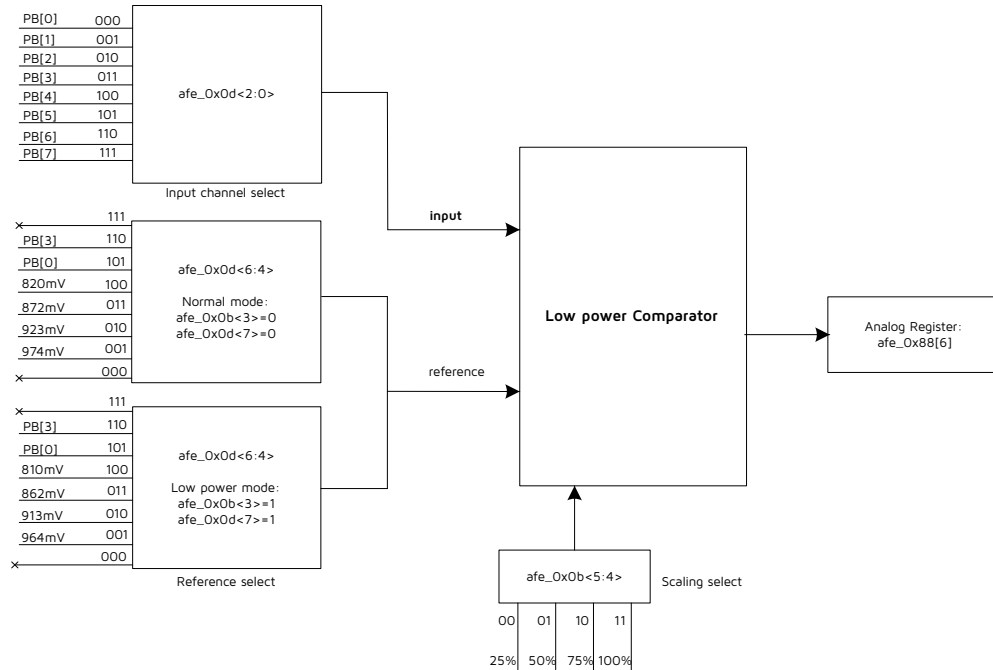 PB[0] 000
PB[1] 001
PB[2] 010
PB[3] 011
PB[4] 100
PB[5] 101
PB[6] 110
PB[7] 111
afe_0x0d<2:0>
Input channel select
111
PB[3] 110
PB[0] 101
820mV 100
872mV 011
923mV 010
974mV 001
000
afe_0x0d<6:4>
Normal mode:
afe_0x0b<3>=0
afe_0x0d<7>=0
111
PB[3] 110
PB[0] 101
810mV 100
862mV 011
913mV 010
964mV 001
000
afe_0x0d<6:4>
Low power mode:
afe_0x0b<3>=1
afe_0x0d<7>=1
Reference select
input
reference
Low power Comparator
Analog Register:
afe_0x88[6]
afe_0x0b<5:4>
Scaling select
00 01 10 11
25% 50% 75% 100%